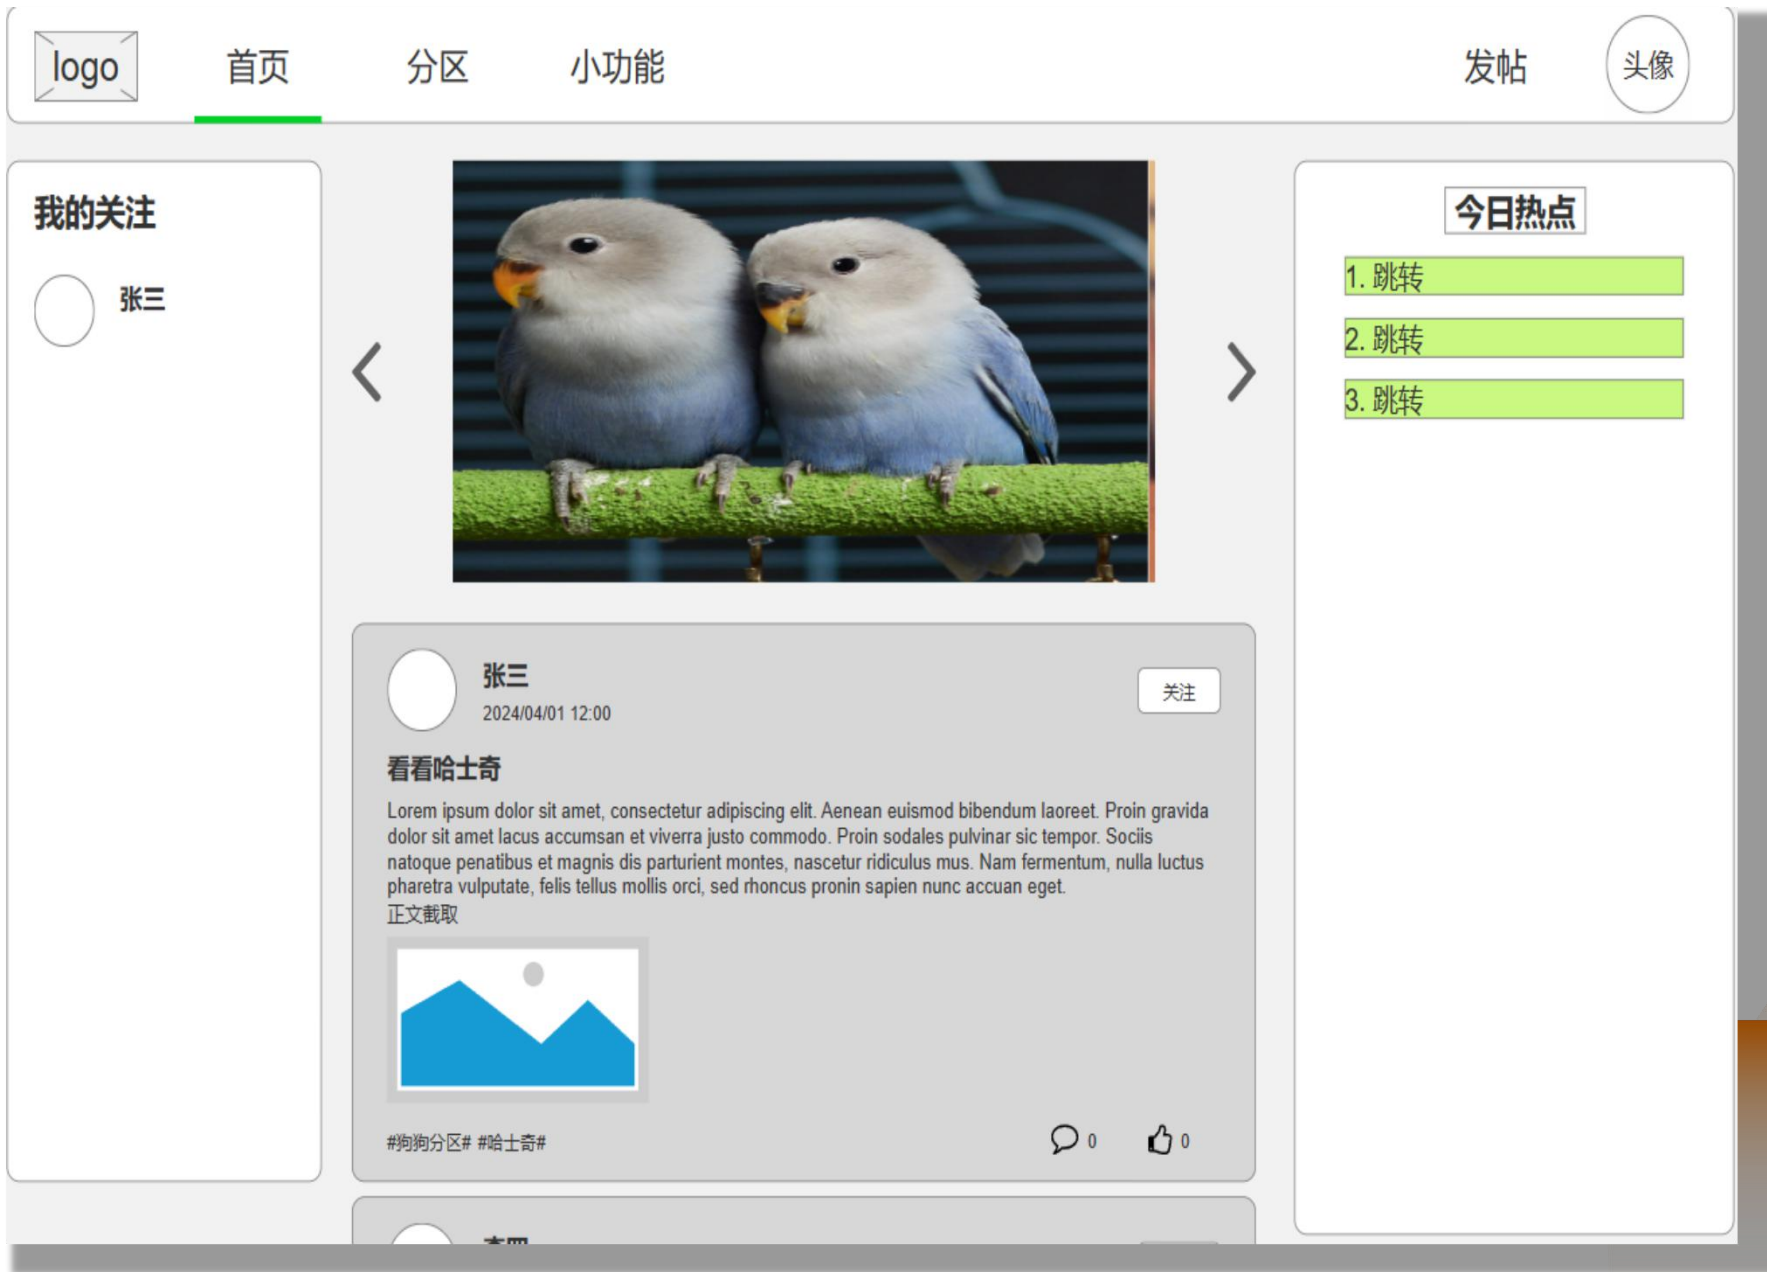 logo
首页
分区
小功能
发帖
头像
我的关注
张三
今日热点
1. 跳转
2. 跳转
3. 跳转
张三
2024/04/01 12:00
关注
看看哈士奇
Lorem ipsum dolor sit amet, consectetur adipiscing elit. Aenean euismod bibendum laoreet. Proin gravida
dolor sit amet lacus accumsan et viverra justo commodo. Proin sodales pulvinar sic tempor. Sociis
natoque penatibus et magnis dis parturient montes, nascetur ridiculus mus. Nam fermentum, nulla luctus
pharetra vulputate, felis tellus mollis orci, sed rhoncus pronin sapien nunc accuan eget.
正文截取
#狗狗分区# #哈士奇#
0
0